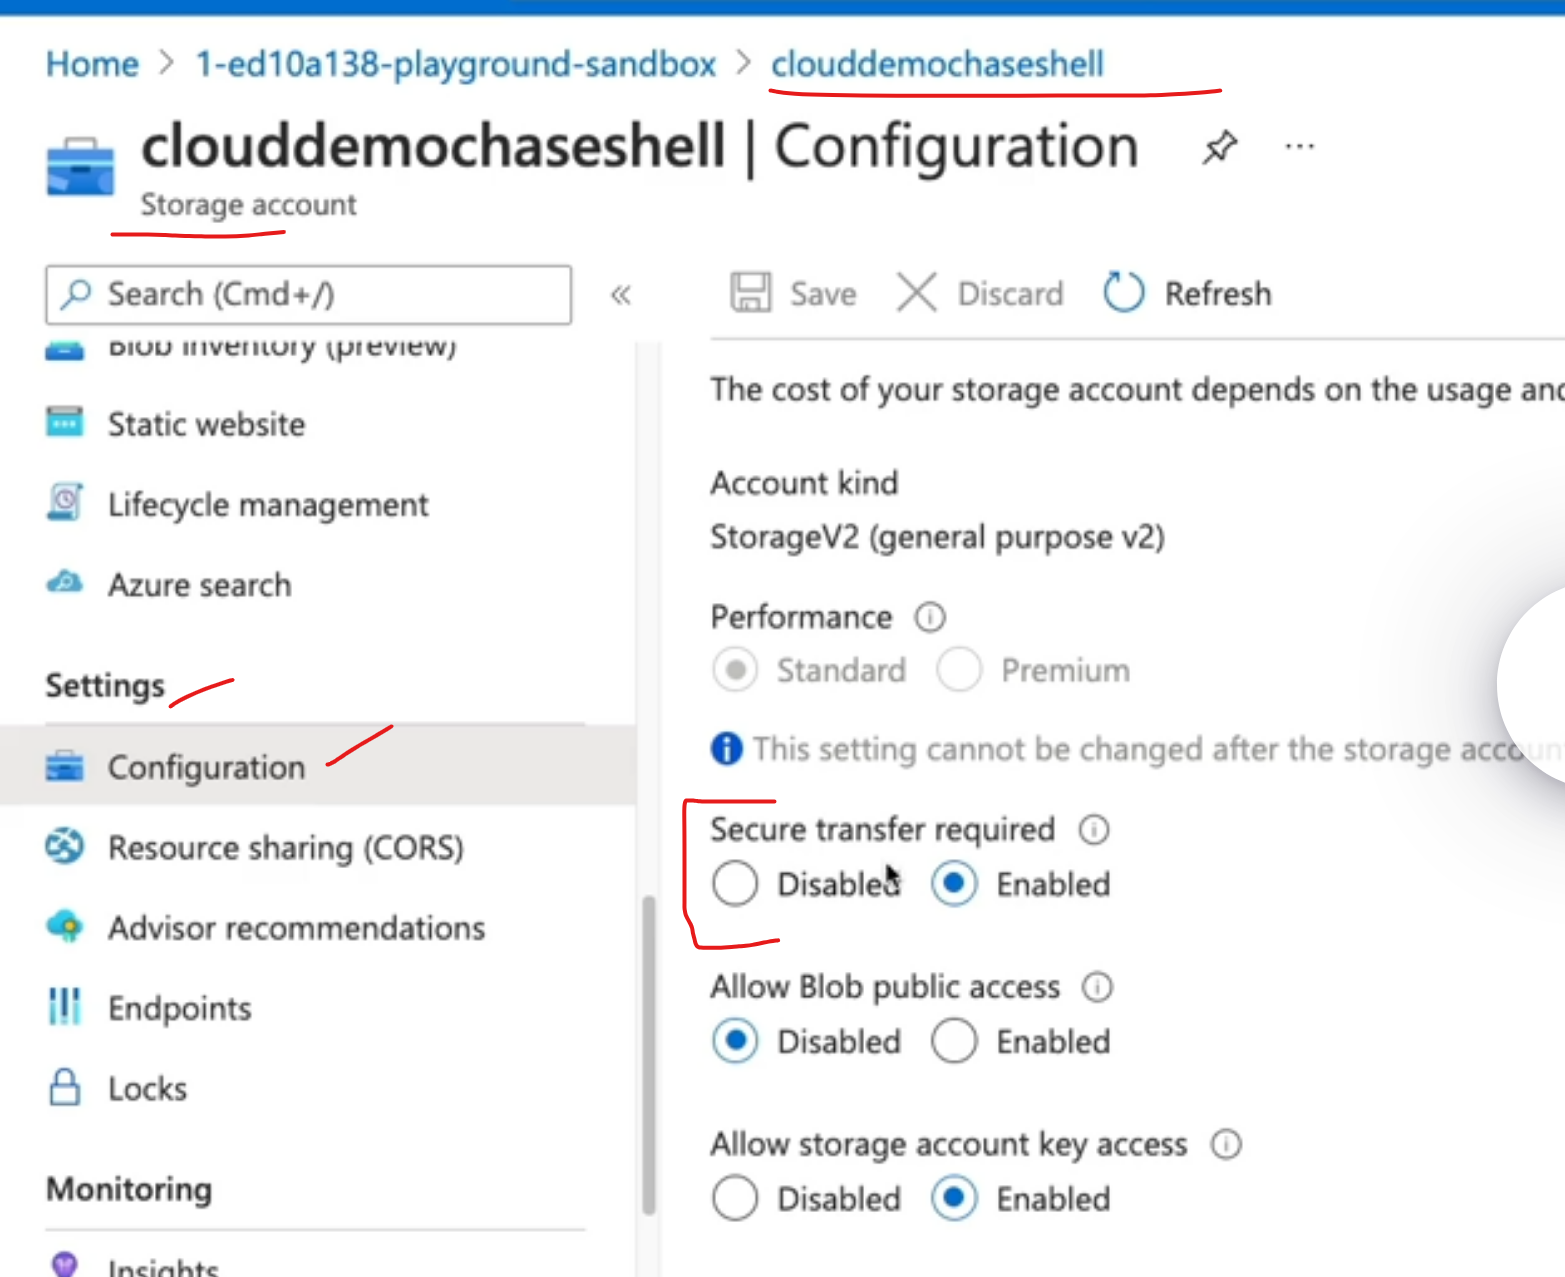 Home > 1-ed10a138-playground-sandbox > clouddemochaseshell
clouddemochaseshell | Configuration ...
Storage account
Search (Cmd+/) «
Save Discard Refresh
Blob inventory (preview)
Static website
Lifecycle management
Azure search
Settings
Configuration
Resource sharing (CORS)
Advisor recommendations
Endpoints
Locks
Monitoring
Insights
The cost of your storage account depends on the usage and
Account kind
StorageV2 (general purpose v2)
Performance
Standard Premium
This setting cannot be changed after the storage accoun
Secure transfer required
Disabled Enabled
Allow Blob public access
Disabled Enabled
Allow storage account key access
Disabled Enabled